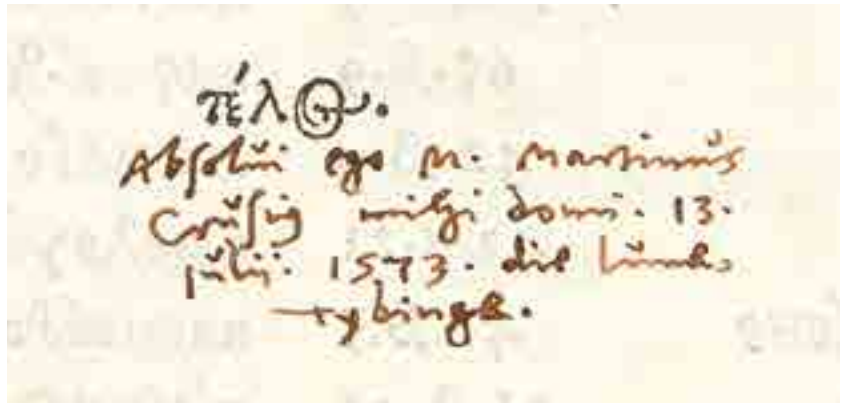 τέλος.
Absolvi ego M. Martinus
Crusius mihi domi. 13.
Julii. 1573. die lunae
Tybingae.